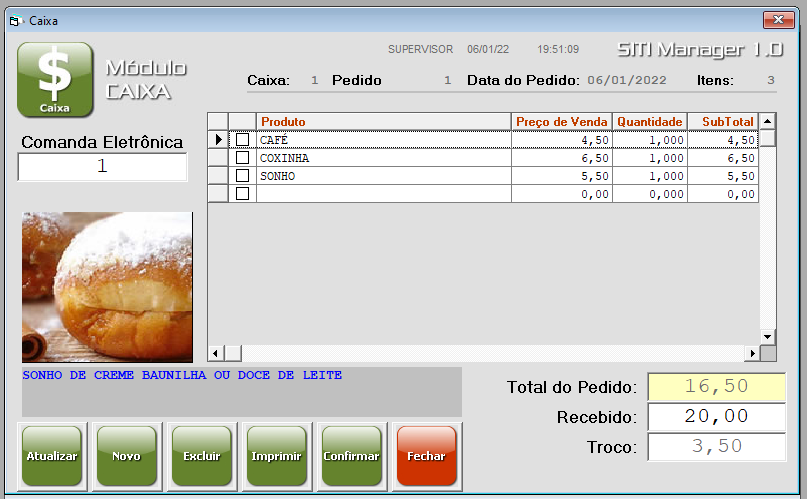 Caixa
SUPERVISOR 06/01/22 19:51:09 SITI Manager 1.0
Módulo
CAIXA
Caixa
Caixa: 1 Pedido 1 Data do Pedido: 06/01/2022 Itens: 3
Comanda Eletrônica
1
Produto Preço de Venda Quantidade SubTotal
CAFÉ 4,50 1,000 4,50
COXINHA 6,50 1,000 6,50
SONHO 5,50 1,000 5,50
0,00 0,000 0,00
SONHO DE CREME BAUNILHA OU DOCE DE LEITE
Total do Pedido: 16,50
Recebido: 20,00
Troco: 3,50
Atualizar Novo Excluir Imprimir Confirmar Fechar